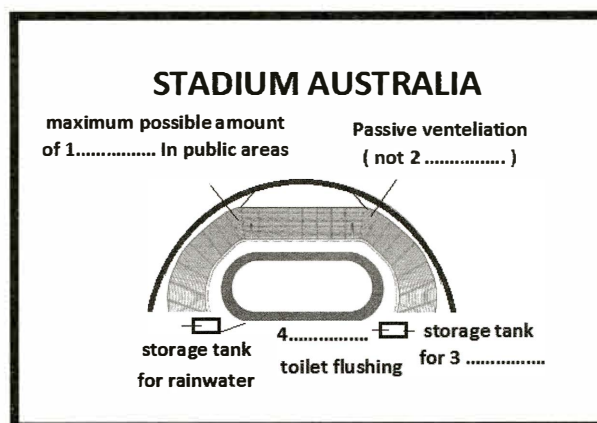 STADIUM AUSTRALIA
maximum possible amount
of 1................ In public areas
Passive venteliation
( not 2 ............... )
storage tank
for rainwater
4...............
toilet flushing
storage tank
for 3 ...............